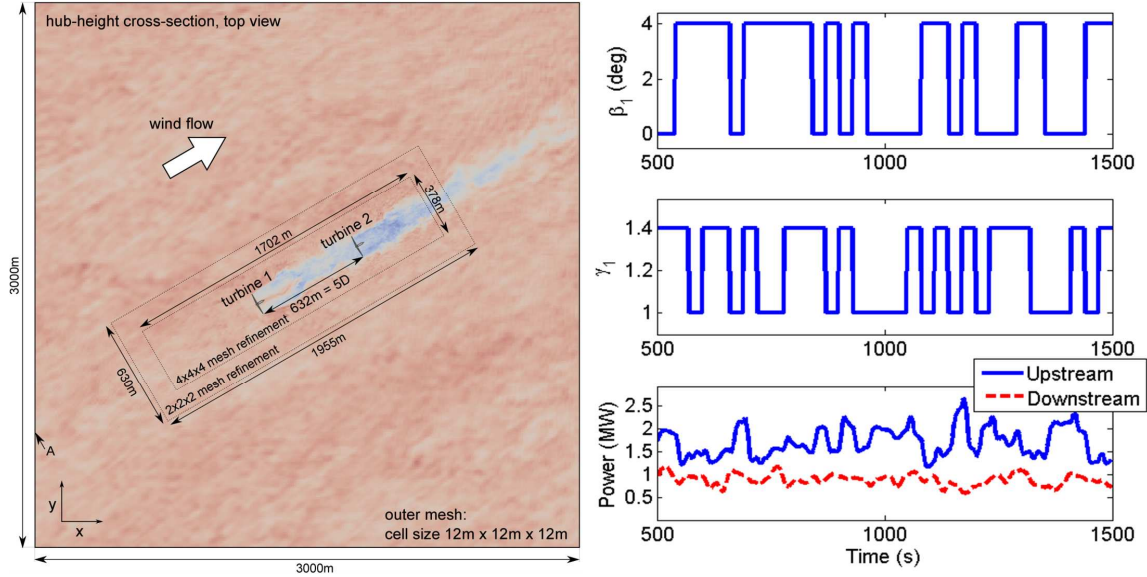 hub-height cross-section, top view
wind flow
3000m
1702 m
378m
turbine 2
turbine 1
632m = 5D
4x4x4 mesh refinement
2x2x2 mesh refinement
1955m
630m
A
y
x
outer mesh:
cell size 12m x 12m x 12m
3000m
β1 (deg)
4
2
0
500
1000
1500
γ1
1.4
1.2
1
500
1000
1500
Upstream
Downstream
Power (MW)
2.5
2
1.5
1
0.5
500
1000
1500
Time (s)